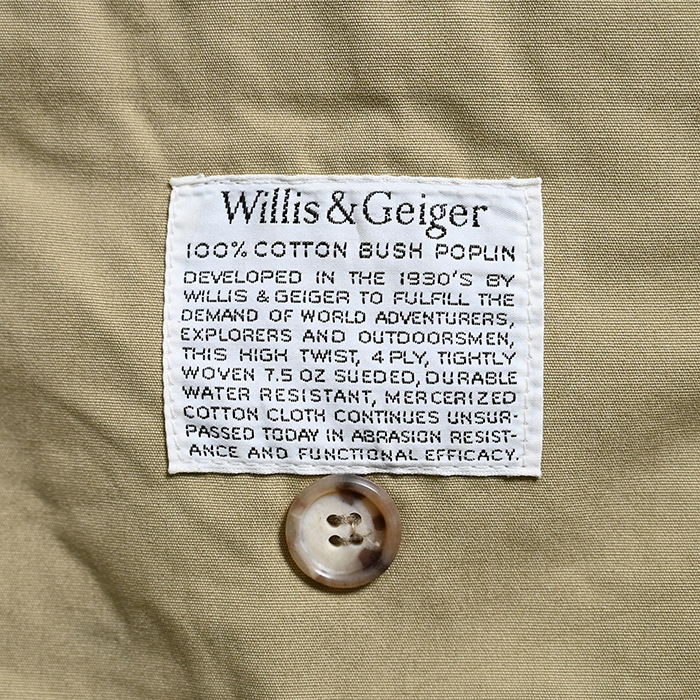 Willis & Geiger
100% COTTON BUSH POPLIN
DEVELOPED IN THE 1930'S BY
WILLIS & GEIGER TO FULFILL THE
DEMAND OF WORLD ADVENTURERS,
EXPLORERS AND OUTDOORSMEN,
THIS HIGH TWIST, 4 PLY, TIGHTLY
WOVEN 7.5 OZ SUEDED, DURABLE
WATER RESISTANT, MERCERIZED
COTTON CLOTH CONTINUES UNSUR-
PASSED TODAY IN ABRASION RESIST-
ANCE AND FUNCTIONAL EFFICACY.